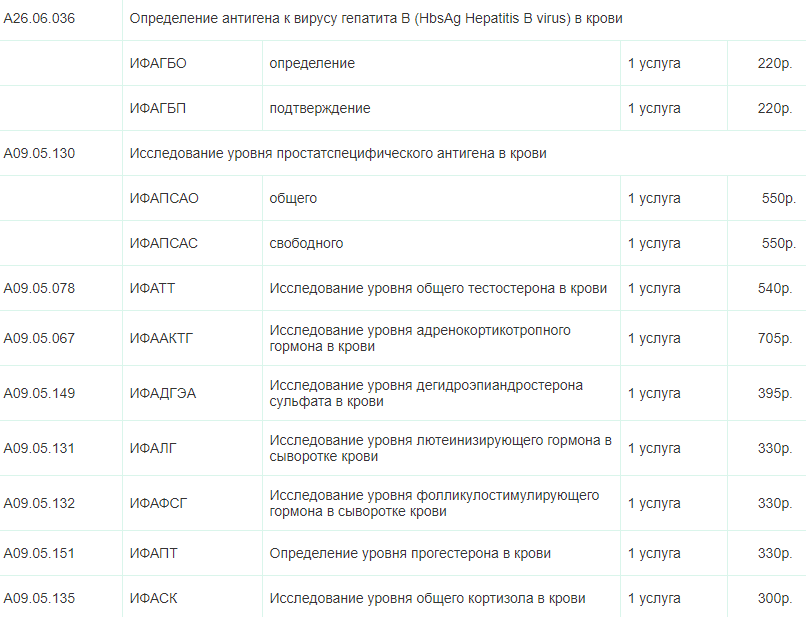 A26.06.036 Определение антигена к вирусу гепатита В (HbsAg Hepatitis B virus) в крови
ИФАГБО определение 1 услуга 220р.
ИФАГБП подтверждение 1 услуга 220р.
A09.05.130 Исследование уровня простатспецифического антигена в крови
ИФАПСАО общего 1 услуга 550р.
ИФАПСАС свободного 1 услуга 550р.
A09.05.078 ИФАТТ Исследование уровня общего тестостерона в крови 1 услуга 540р.
A09.05.067 ИФААКТГ Исследование уровня адренокортикотропного
гормона в крови 1 услуга 705р.
A09.05.149 ИФАДГЭА Исследование уровня дегидроэпиандростерона
сульфата в крови 1 услуга 395р.
A09.05.131 ИФАЛГ Исследование уровня лютеинизирующего гормона в
сыворотке крови 1 услуга 330р.
A09.05.132 ИФАФСГ Исследование уровня фолликулостимулирующего
гормона в сыворотке крови 1 услуга 330р.
A09.05.151 ИФАПТ Определение уровня прогестерона в крови 1 услуга 330р.
A09.05.135 ИФАСК Исследование уровня общего кортизола в крови 1 услуга 300р.